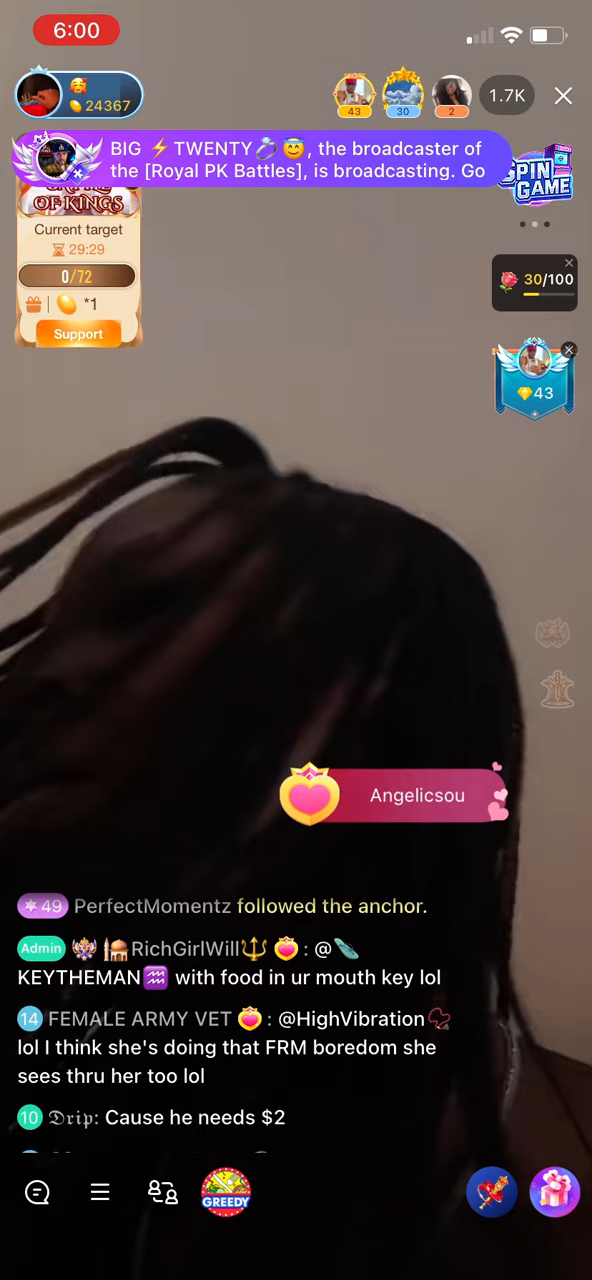 6:00
🥰
24367
43
30
2
1.7K
BIG ⚡ TWENTY💍😇, the broadcaster of
the [Royal PK Battles], is broadcasting. Go
SPIN
GAME
OF KINGS
Current target
29:29
0/72
*1
Support
30/100
43
Angelicsou
49 PerfectMomentz followed the anchor.
Admin RichGirlWill🔱 : @
KEYTHEMAN♒ with food in ur mouth key lol
14 FEMALE ARMY VET : @HighVibration
lol I think she's doing that FRM boredom she
sees thru her too lol
10 𝔇𝔯𝔦𝔭: Cause he needs $2
GREEDY